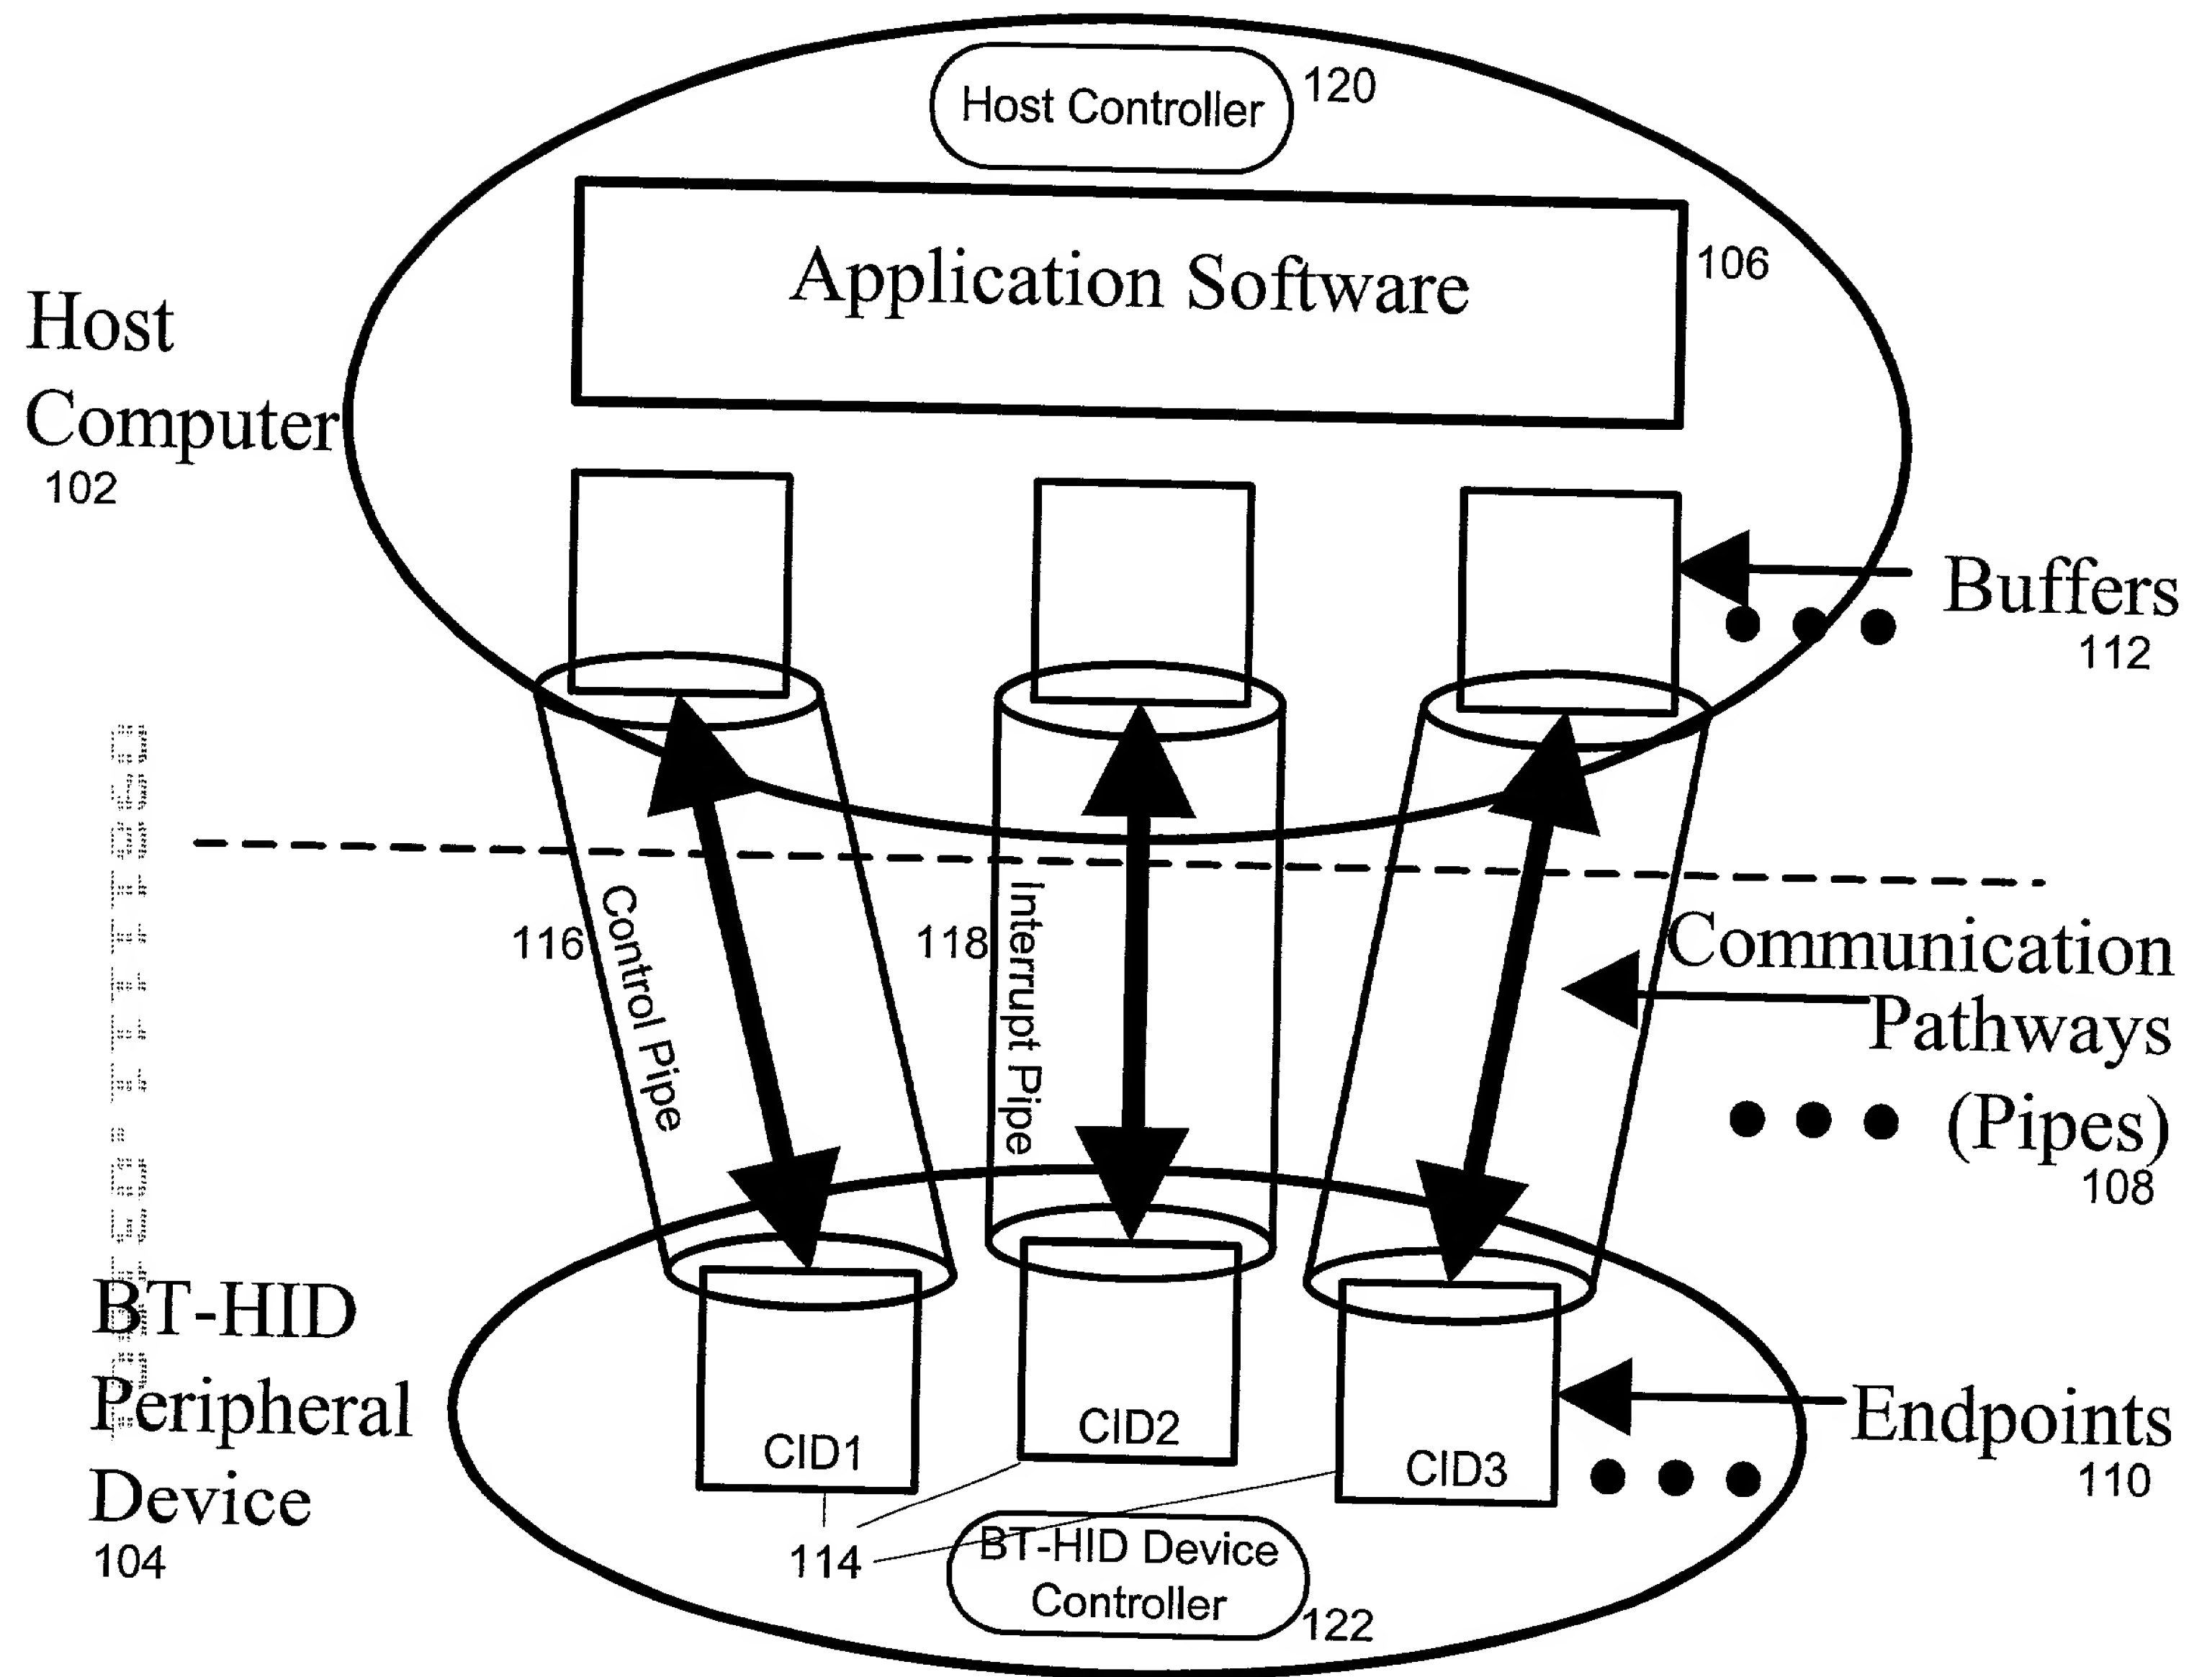 Host Controller
120
Application Software
106
Host
Computer
102
Buffers
112
116
Control Pipe
118
Interrupt Pipe
Communication
Pathways
(Pipes)
108
BT-HID
Peripheral
Device
104
CID1
CID2
CID3
Endpoints
110
114
BT-HID Device
Controller
122